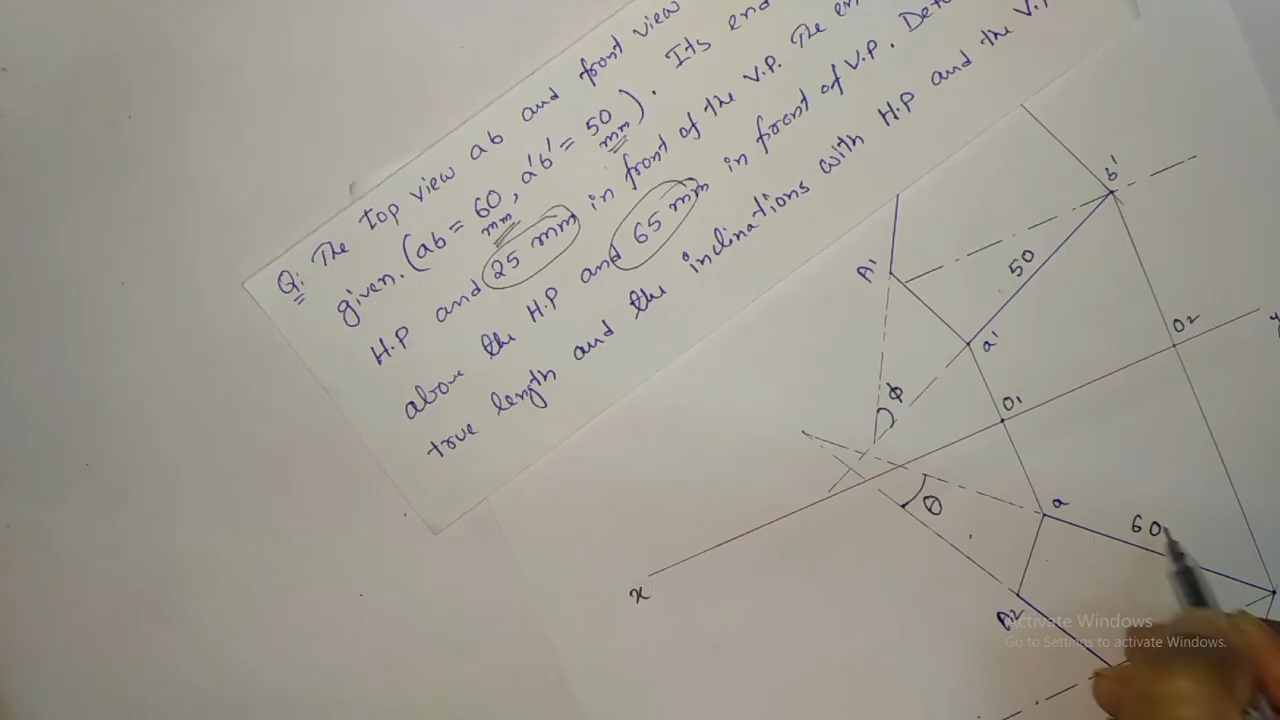 Q: The top view ab and front view
given. (ab = 60 mm, a'b' = 50 mm). Its end
H.P and 25 mm in front of the V.P. The
above the H.P and 65 mm in front of V.P.
true length and the inclinations with H.P and the
b'
A'
50
a'
O2
y
φ
O1
θ
a
60
x
A2
Activate Windows
Go to Settings to activate Windows.